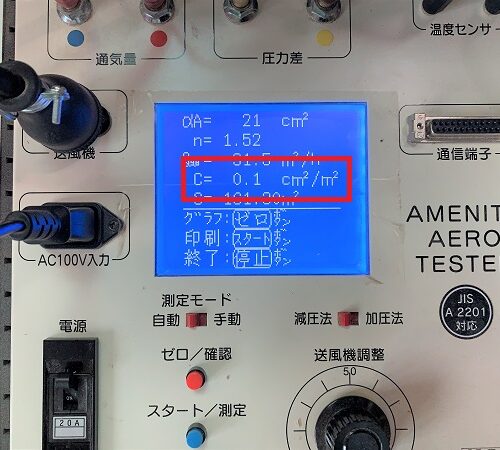 通気量
圧力差
温度センサ
αA= 21 cm²
n= 1.52
31.5 m³/h
C= 0.1 cm²/m²
S=
送風機
通信端子
グラフ:ゼロボタン
印刷:スタートボタン
終了:停止ボタン
AC100V入力
AMENIT
AERO
TESTE
測定モード
自動 手動
減圧法 加圧法
JIS
A 2201
対応
電源
ゼロ/確認
送風機調整
50
20A
スタート/測定